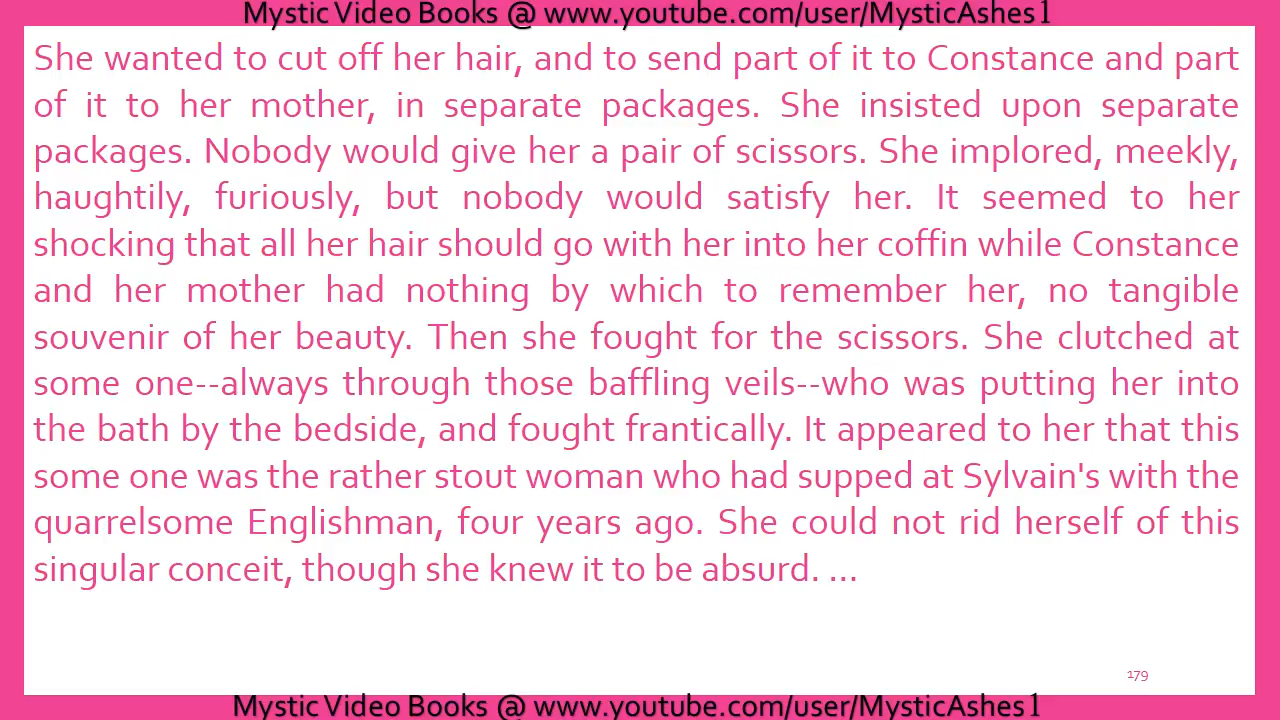 Mystic Video Books @ www.youtube.com/user/MysticAshes1
She wanted to cut off her hair, and to send part of it to Constance and part
of it to her mother, in separate packages. She insisted upon separate
packages. Nobody would give her a pair of scissors. She implored, meekly,
haughtily, furiously, but nobody would satisfy her. It seemed to her
shocking that all her hair should go with her into her coffin while Constance
and her mother had nothing by which to remember her, no tangible
souvenir of her beauty. Then she fought for the scissors. She clutched at
some one--always through those baffling veils--who was putting her into
the bath by the bedside, and fought frantically. It appeared to her that this
some one was the rather stout woman who had supped at Sylvain's with the
quarrelsome Englishman, four years ago. She could not rid herself of this
singular conceit, though she knew it to be absurd. ...
179
Mystic Video Books @ www.youtube.com/user/MysticAshes1